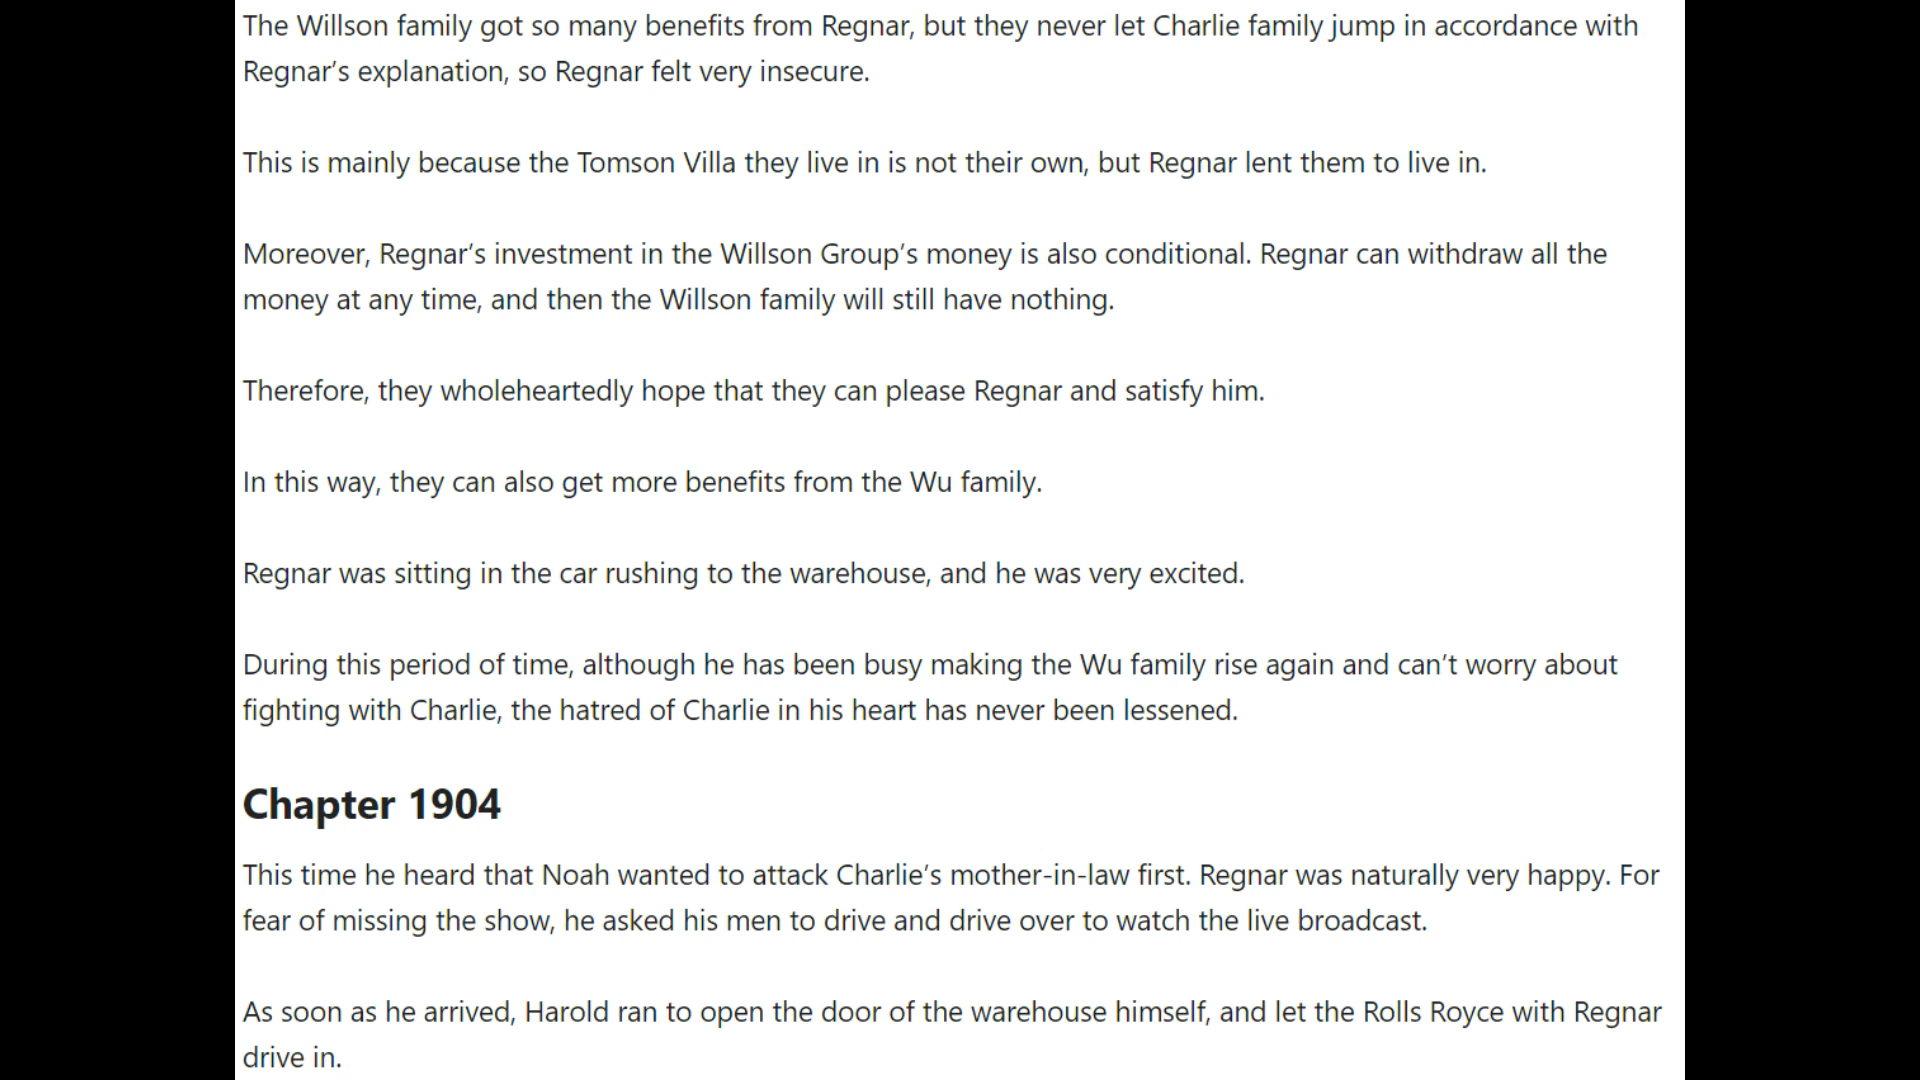 The Willson family got so many benefits from Regnar, but they never let Charlie family jump in accordance with
Regnar’s explanation, so Regnar felt very insecure.
This is mainly because the Tomson Villa they live in is not their own, but Regnar lent them to live in.
Moreover, Regnar’s investment in the Willson Group’s money is also conditional. Regnar can withdraw all the
money at any time, and then the Willson family will still have nothing.
Therefore, they wholeheartedly hope that they can please Regnar and satisfy him.
In this way, they can also get more benefits from the Wu family.
Regnar was sitting in the car rushing to the warehouse, and he was very excited.
During this period of time, although he has been busy making the Wu family rise again and can’t worry about
fighting with Charlie, the hatred of Charlie in his heart has never been lessened.
Chapter 1904
This time he heard that Noah wanted to attack Charlie’s mother-in-law first. Regnar was naturally very happy. For
fear of missing the show, he asked his men to drive and drive over to watch the live broadcast.
As soon as he arrived, Harold ran to open the door of the warehouse himself, and let the Rolls Royce with Regnar
drive in.